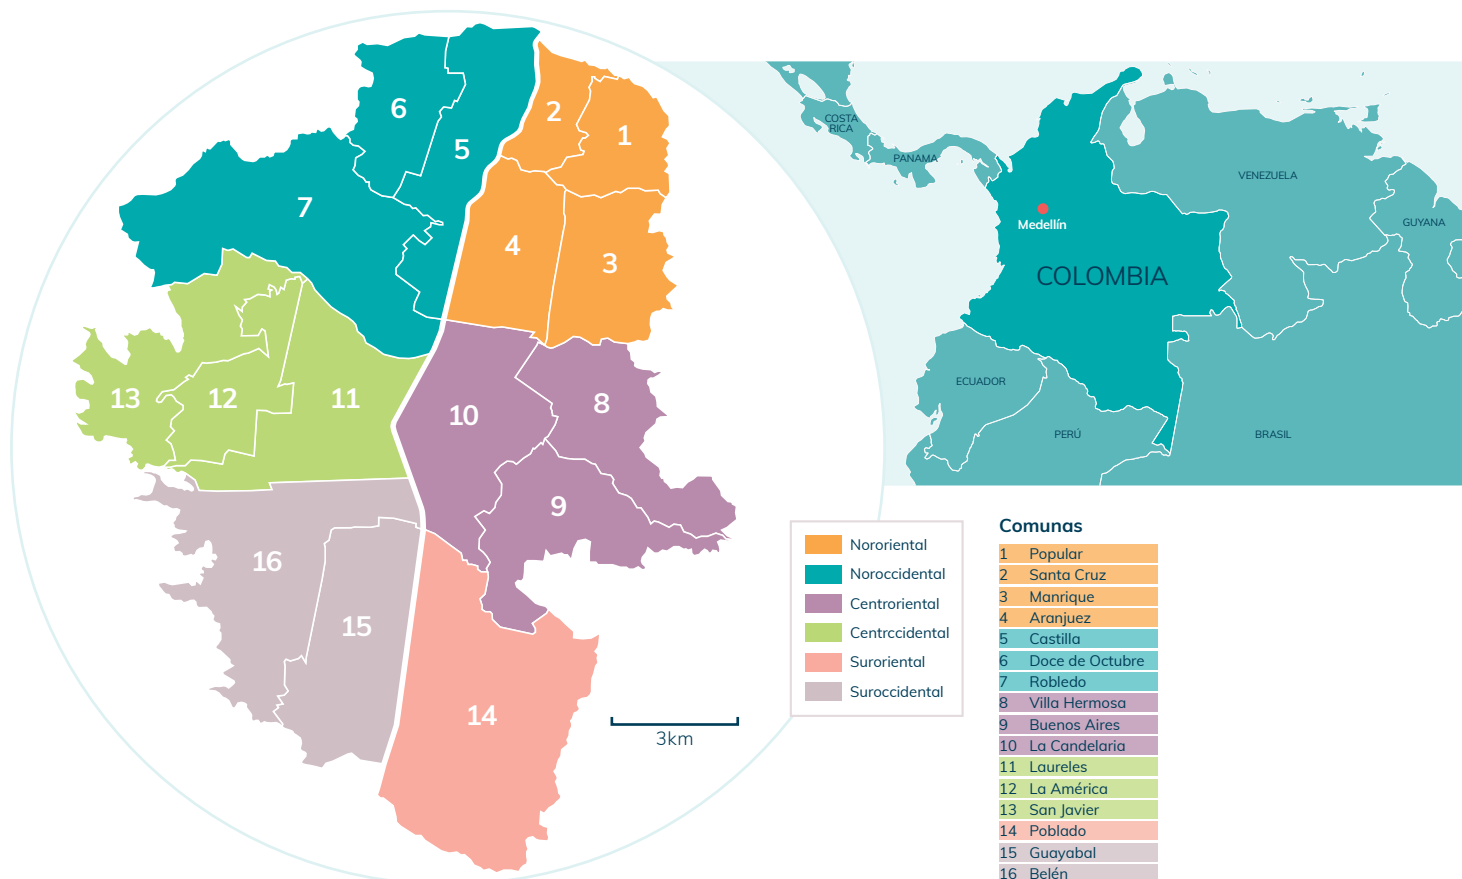 6
5
2
1
7
4
3
13
12
11
10
8
9
16
15
14
3km
COSTA
RICA
PANAMA
VENEZUELA
GUYANA
Medellín
COLOMBIA
ECUADOR
PERÚ
BRASIL
Nororiental
Noroccidental
Centroriental
Centrccidental
Suroriental
Suroccidental
Comunas
1 Popular
2 Santa Cruz
3 Manrique
4 Aranjuez
5 Castilla
6 Doce de Octubre
7 Robledo
8 Villa Hermosa
9 Buenos Aires
10 La Candelaria
11 Laureles
12 La América
13 San Javier
14 Poblado
15 Guayabal
16 Belén